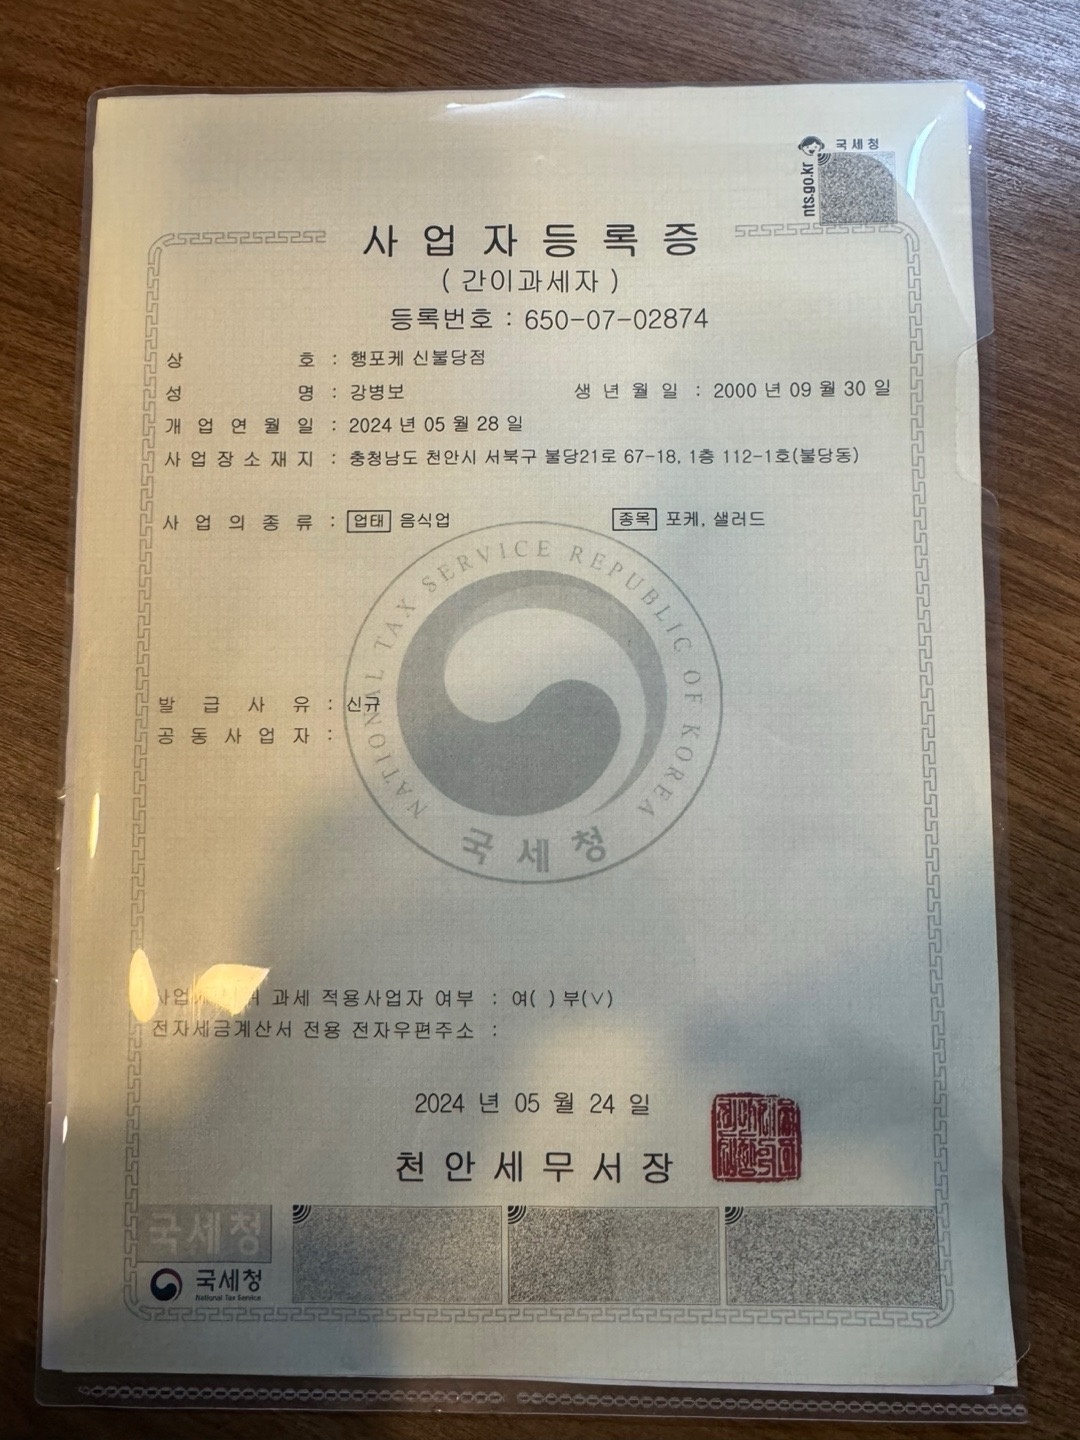 국세청
nts.go.kr
사업자등록증
( 간이과세자 )
등록번호 : 650-07-02874
상 호 : 행포케 신불당점
성 명 : 강병보 생년월일 : 2000 년 09 월 30 일
개업연월일 : 2024 년 05 월 28 일
사업장소재지 : 충청남도 천안시 서북구 불당21로 67-18, 1층 112-1호(불당동)
사업의종류 : 업태 음식업 종목 포케, 샐러드
NATIONAL TAX SERVICE REPUBLIC OF KOREA
국세청
발급사유 : 신규
공동사업자 :
과세 적용사업자 여부 : 여( ) 부(∨)
전자세금계산서 전용 전자우편주소 :
2024 년 05 월 24 일
천안세무서장
국세청
국세청
National Tax Service